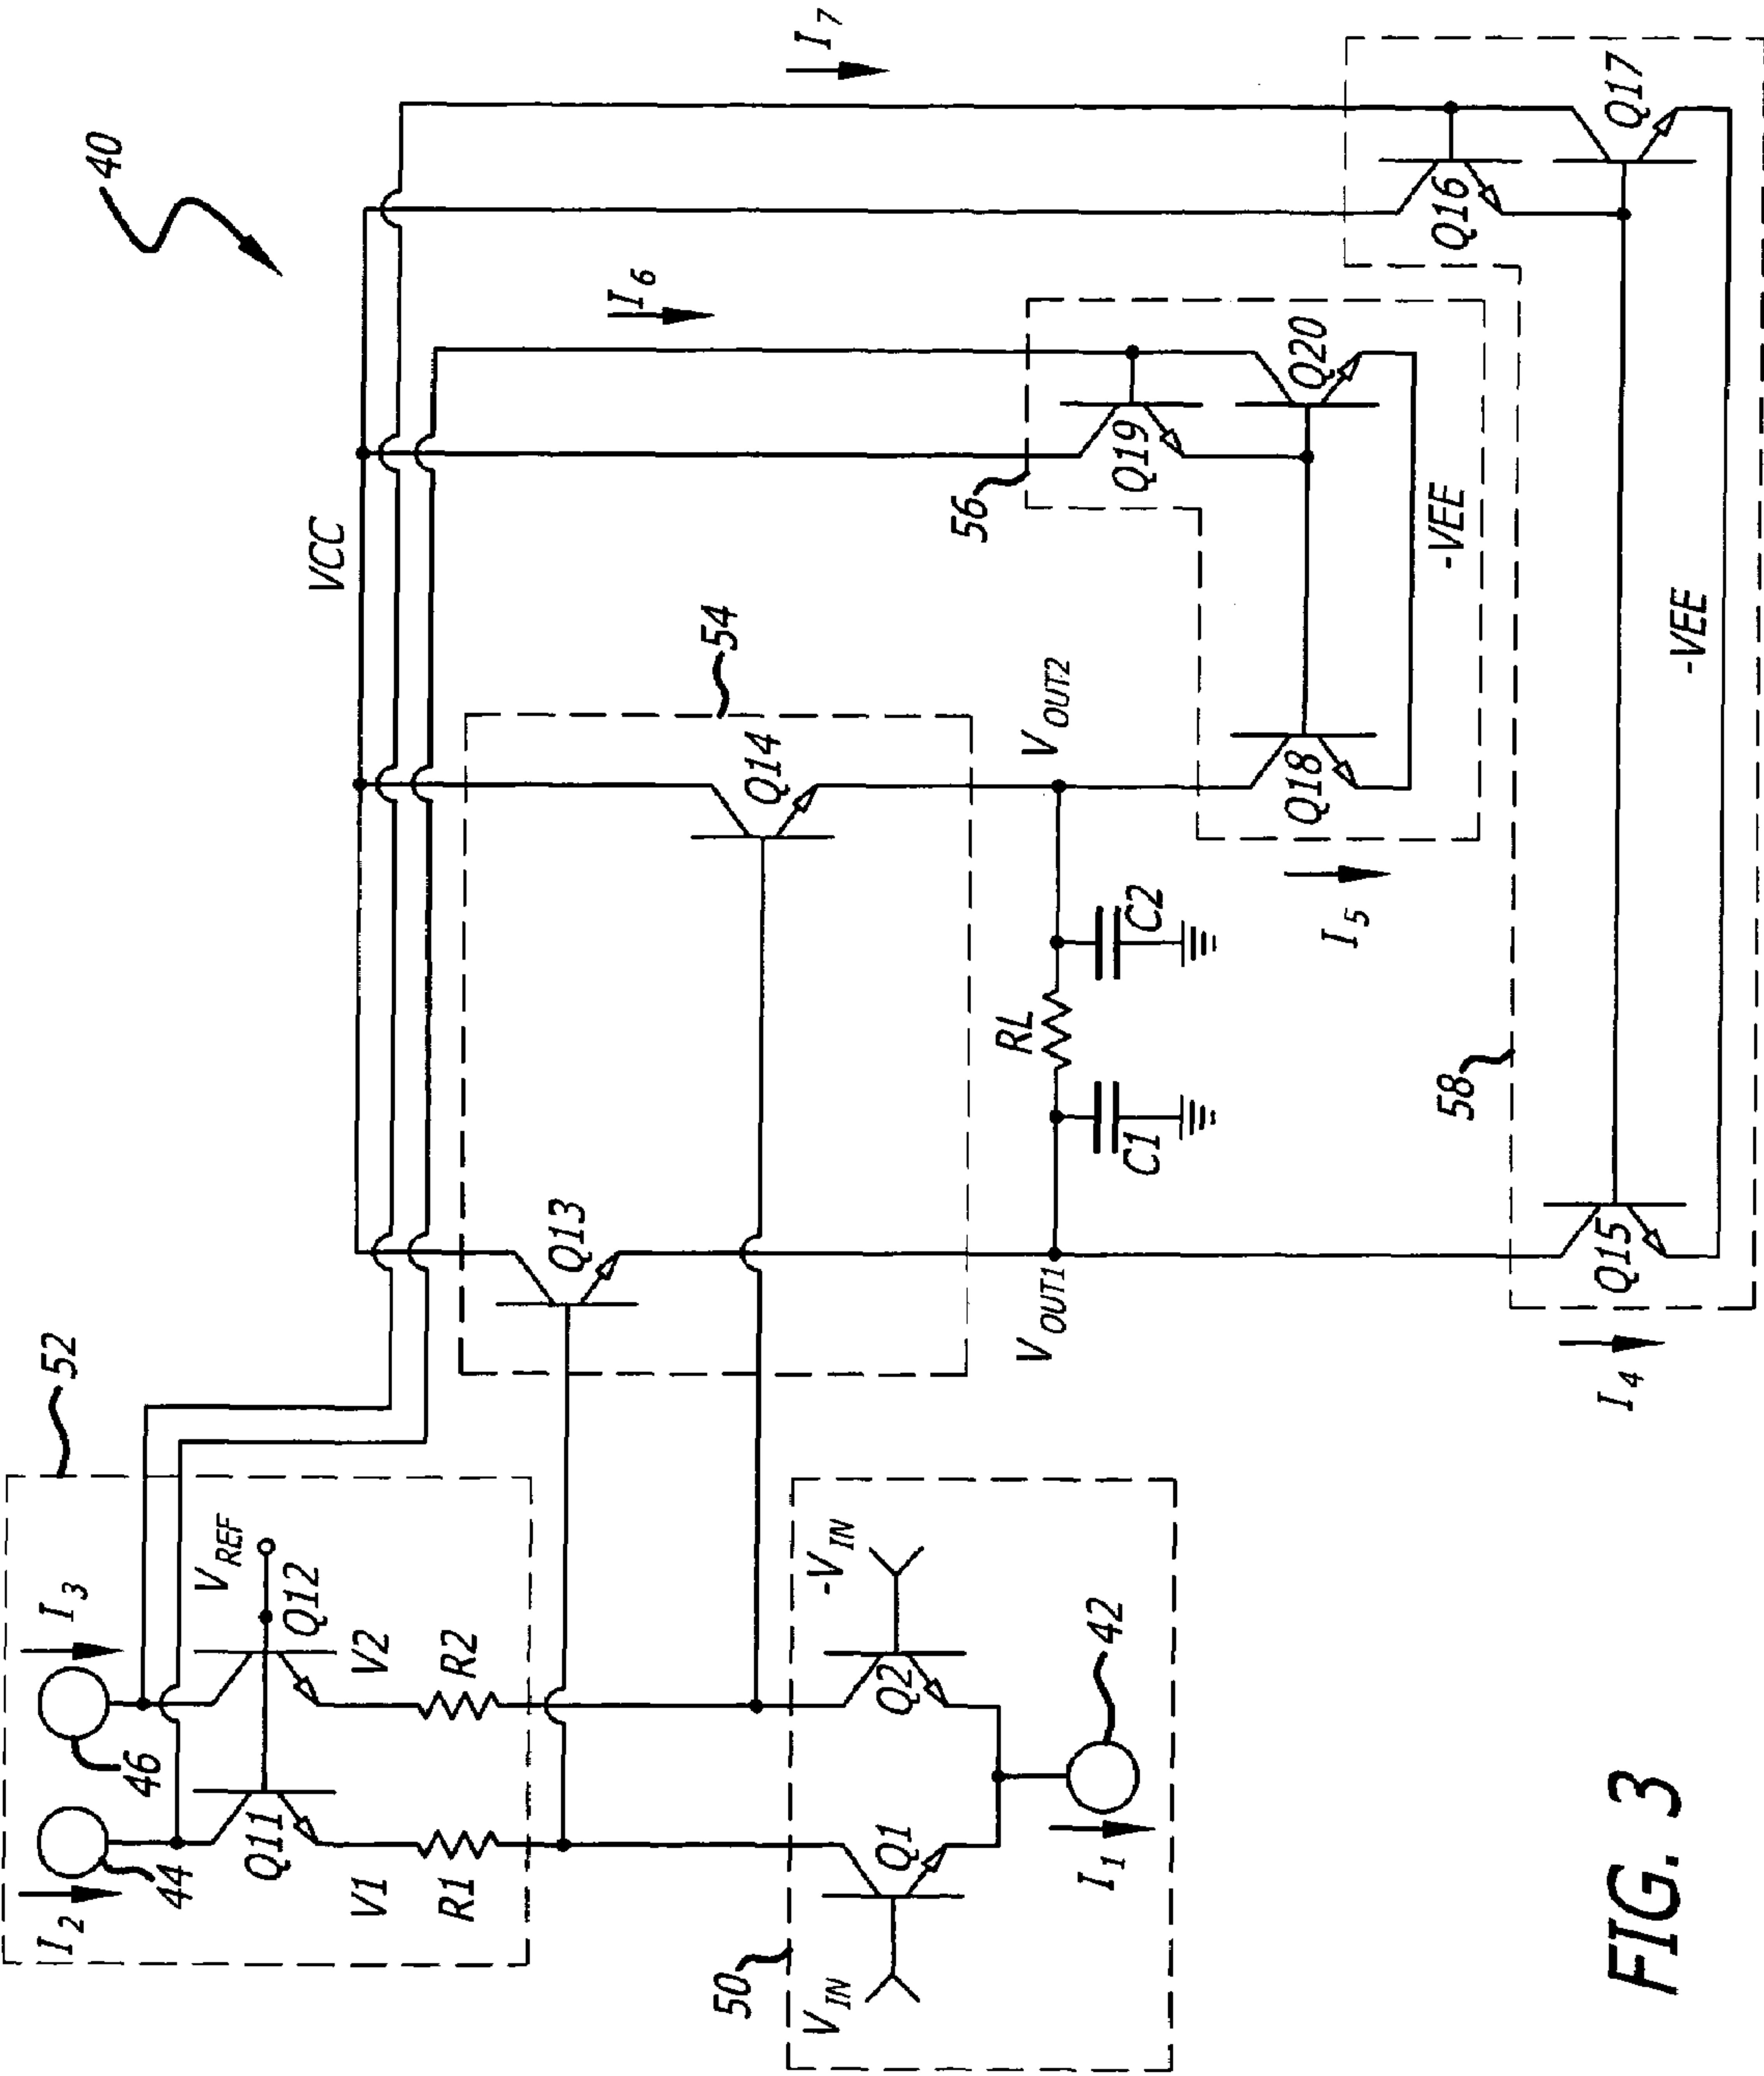 40
52
I2
I3
44
46
VREF
Q11
Q12
V1
V2
R1
R2
VCC
I6
I7
54
Q13
Q14
50
VIN
-VIN
Q1
Q2
I1
42
VOUT1
VOUT2
RL
C1
C2
56
Q19
Q20
Q18
I5
-VEE
58
Q16
Q17
Q15
I4
-VEE
FIG. 3